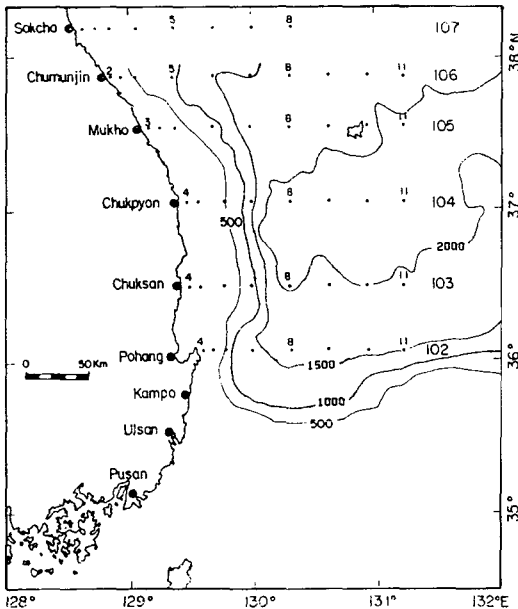 Sokcho 5 8 107
38°N
Chumunjin 2 5 8 11 106
Mukho 3 8 11 105
Chukpyon 4 8 11 104
37°
500
2000
Chuksan 4 8 11 103
4 8 11 102
Pohang
36°
0 50 Km
1500
Kampo
1000
500
Ulsan
Pusan
35°
128° 129° 130° 131° 132°E